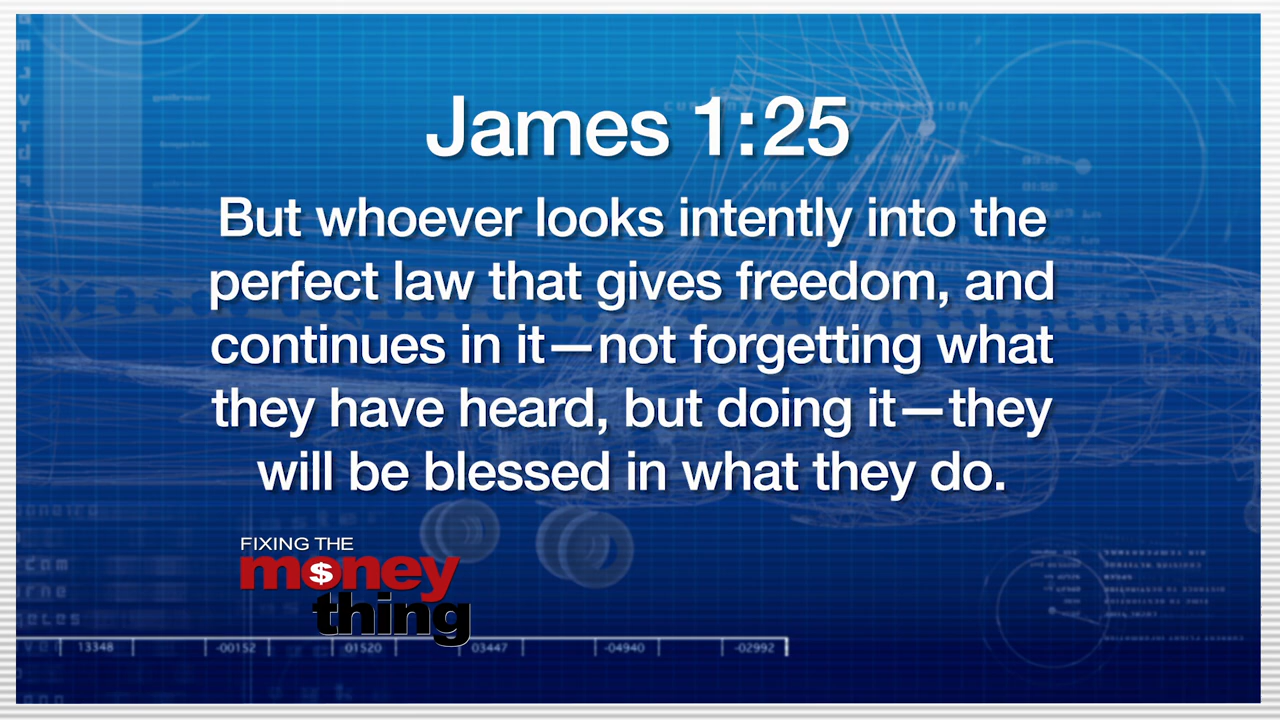 James 1:25
But whoever looks intently into the
perfect law that gives freedom, and
continues in it—not forgetting what
they have heard, but doing it—they
will be blessed in what they do.
FIXING THE
money
thing
13348 -00152 01520 03447 -04940 -02992